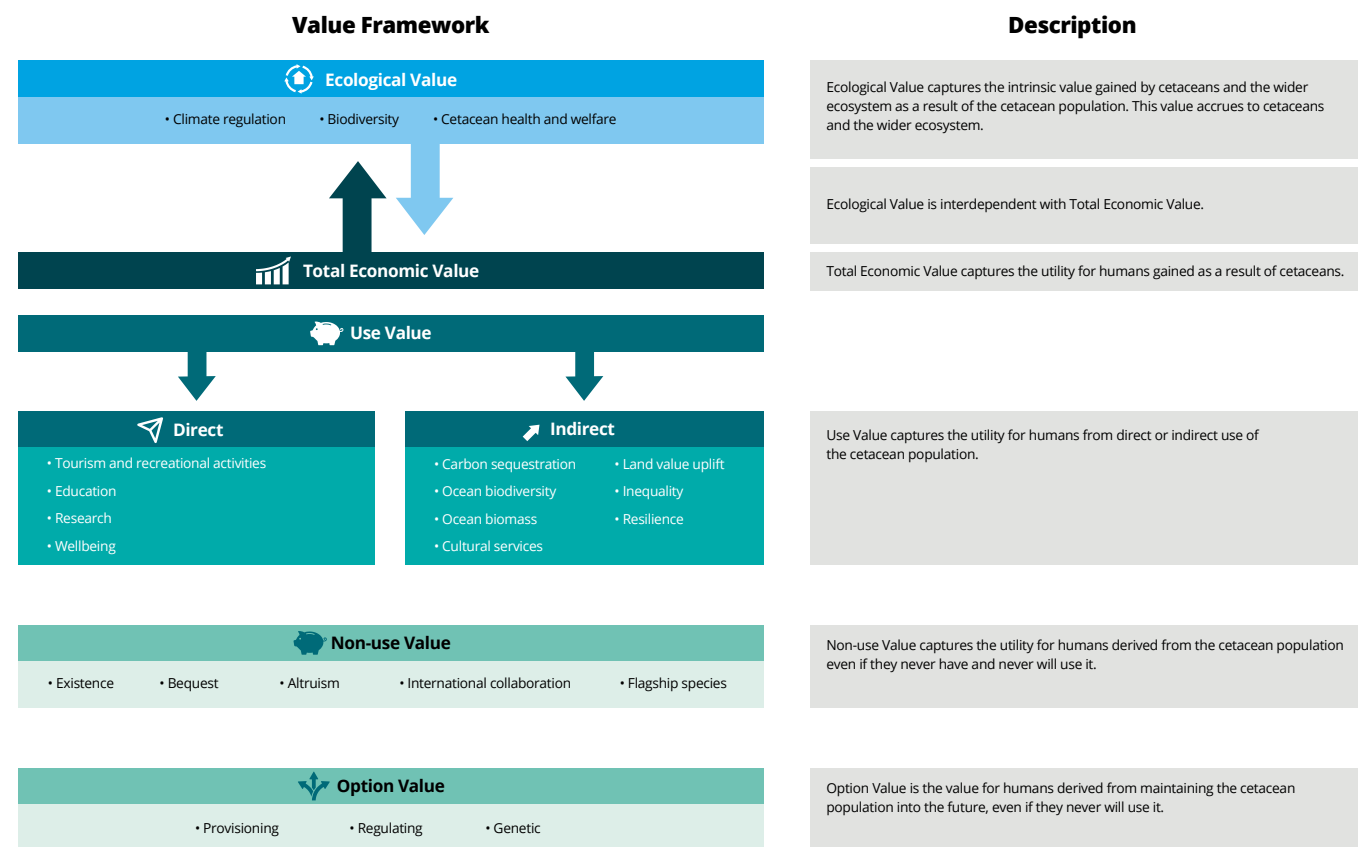 Value Framework
Description
Ecological Value
• Climate regulation • Biodiversity • Cetacean health and welfare
Ecological Value captures the intrinsic value gained by cetaceans and the wider
ecosystem as a result of the cetacean population. This value accrues to cetaceans
and the wider ecosystem.
Ecological Value is interdependent with Total Economic Value.
Total Economic Value
Total Economic Value captures the utility for humans gained as a result of cetaceans.
Use Value
Direct
• Tourism and recreational activities
• Education
• Research
• Wellbeing
Indirect
• Carbon sequestration
• Ocean biodiversity
• Ocean biomass
• Cultural services
• Land value uplift
• Inequality
• Resilience
Use Value captures the utility for humans from direct or indirect use of
the cetacean population.
Non-use Value
• Existence • Bequest • Altruism • International collaboration • Flagship species
Non-use Value captures the utility for humans derived from the cetacean population
even if they never have and never will use it.
Option Value
• Provisioning • Regulating • Genetic
Option Value is the value for humans derived from maintaining the cetacean
population into the future, even if they never will use it.